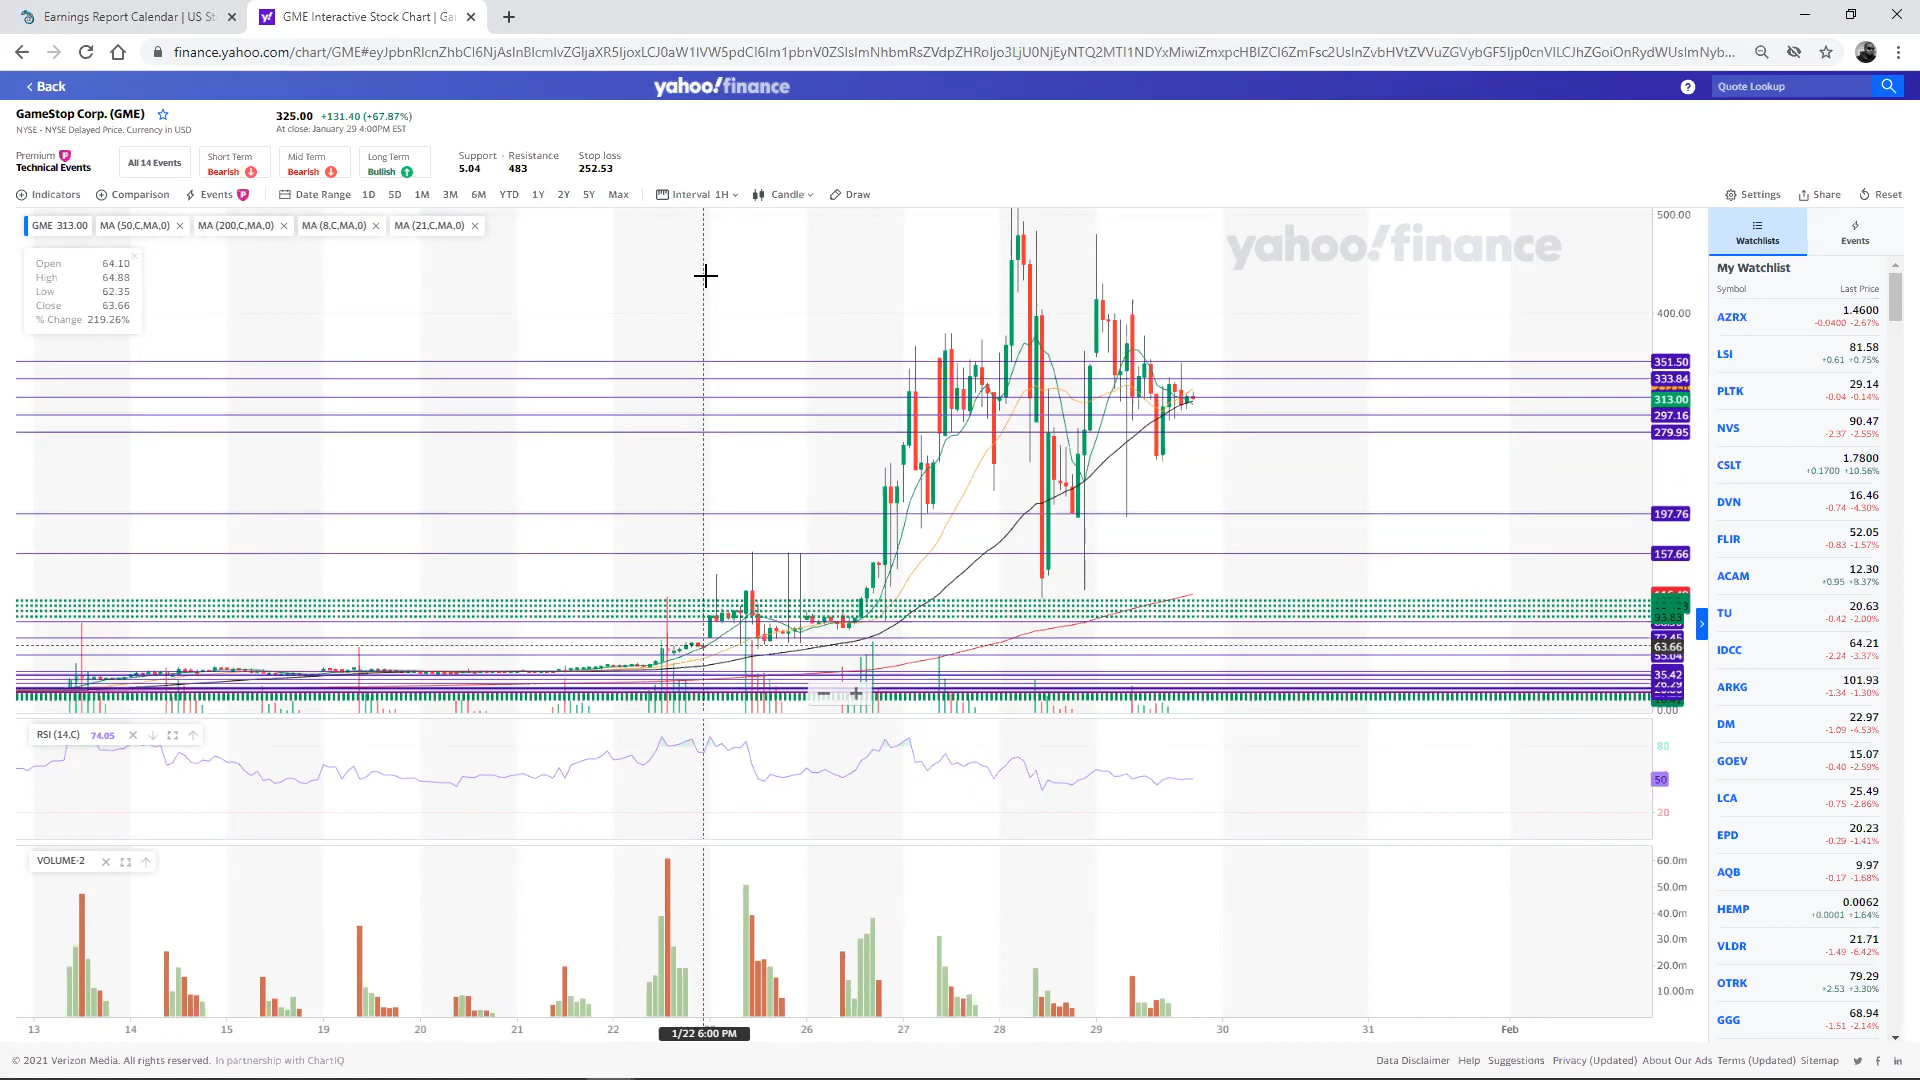 Earnings Report Calendar | US St
GME Interactive Stock Chart | Ga
finance.yahoo.com/chart/GME
Back
yahoo!finance
Quote Lookup
GameStop Corp. (GME)
325.00 +131.40 (+67.87%)
NYSE - NYSE Delayed Price. Currency in USD
At close: January 29 4:00PM EST
Premium P
Technical Events
All 14 Events
Short Term
Bearish
Mid Term
Bearish
Long Term
Bullish
Support - Resistance
5.04 483
Stop loss
252.53
Indicators Comparison Events P Date Range 1D 5D 1M 3M 6M YTD 1Y 2Y 5Y Max Interval 1H Candle Draw Settings Share Reset
GME 313.00 MA (50,C,MA,0) MA (200,C,MA,0) MA (8,C,MA,0) MA (21,C,MA,0)
yahoo!finance
Open 64.10
High 64.88
Low 62.35
Close 63.66
% Change 219.26%
500.00
400.00
351.50
333.84
313.00
297.16
279.95
197.76
157.66
93.83
72.45
63.66
55.04
35.42
26.29
0.00
RSI (14,C) 74.05
80
50
20
VOLUME-2
60.0m
50.0m
40.0m
30.0m
20.0m
10.00m
13 14 15 19 20 21 22 26 27 28 29 30 31 Feb
1/22 6:00 PM
Watchlists
Events
My Watchlist
Symbol Last Price
AZRX 1.4600
-0.0400 -2.67%
LSI 81.58
+0.61 +0.75%
PLTK 29.14
-0.04 -0.14%
NVS 90.47
-2.37 -2.55%
CSLT 1.7800
+0.1700 +10.56%
DVN 16.46
-0.74 -4.30%
FLIR 52.05
-0.83 -1.57%
ACAM 12.30
+0.95 +8.37%
TU 20.63
-0.42 -2.00%
IDCC 64.21
-2.24 -3.37%
ARKG 101.93
-1.34 -1.30%
DM 22.97
-1.09 -4.53%
GOEV 15.07
-0.40 -2.59%
LCA 25.49
-0.75 -2.86%
EPD 20.23
-0.29 -1.41%
AQB 9.97
-0.17 -1.68%
HEMP 0.0062
+0.0001 +1.64%
VLDR 21.71
-1.49 -6.42%
OTRK 79.29
+2.53 +3.30%
GGG 68.94
-1.51 -2.14%
© 2021 Verizon Media. All rights reserved. In partnership with ChartIQ
Data Disclaimer Help Suggestions Privacy (Updated) About Our Ads Terms (Updated) Sitemap